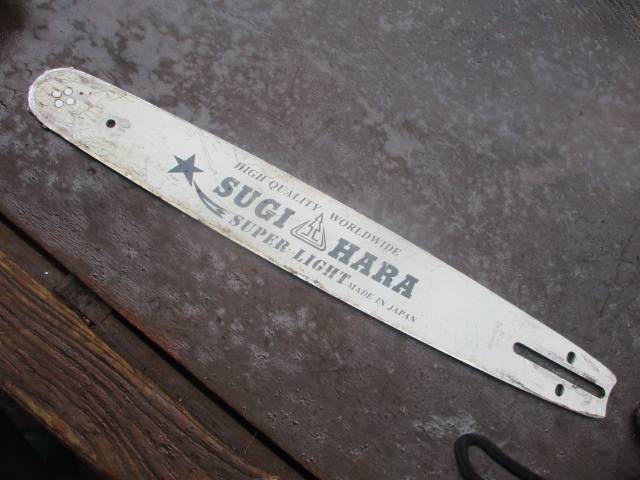 HIGH QUALITY WORLDWIDE
SUGI HARA
SUPER LIGHT
MADE IN JAPAN